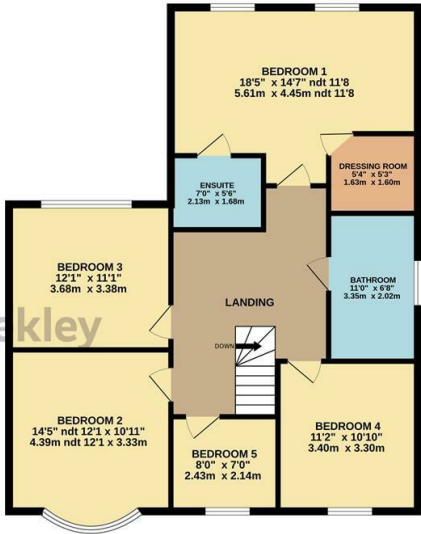 BEDROOM 1
18'5" x 14'7" ndt 11'8
5.61m x 4.45m ndt 11'8
DRESSING ROOM
5'4" x 5'3"
1.63m x 1.60m
ENSUITE
7'0" x 5'6"
2.13m x 1.68m
BEDROOM 3
12'1" x 11'1"
3.68m x 3.38m
BATHROOM
11'0" x 6'8"
3.35m x 2.02m
LANDING
akley
DOWN
BEDROOM 2
14'5" ndt 12'1 x 10'11"
4.39m ndt 12'1 x 3.33m
BEDROOM 4
11'2" x 10'10"
3.40m x 3.30m
BEDROOM 5
8'0" x 7'0"
2.43m x 2.14m